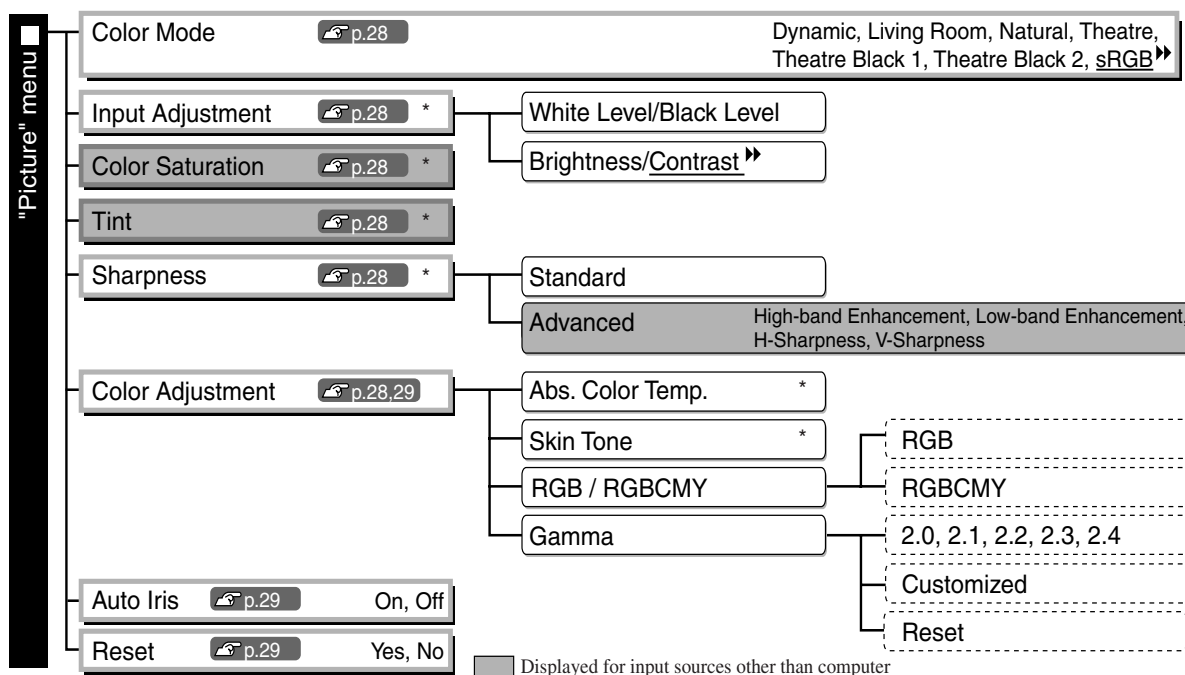 "Picture" menu
Color Mode p.28 Dynamic, Living Room, Natural, Theatre,
Theatre Black 1, Theatre Black 2, sRGB
Input Adjustment p.28 * White Level/Black Level
Brightness/Contrast
Color Saturation p.28 *
Tint p.28 *
Sharpness p.28 * Standard
Advanced High-band Enhancement, Low-band Enhancement,
H-Sharpness, V-Sharpness
Color Adjustment p.28,29 Abs. Color Temp. *
Skin Tone * RGB
RGB / RGBCMY RGBCMY
Gamma 2.0, 2.1, 2.2, 2.3, 2.4
Customized
Auto Iris p.29 On, Off
Reset
Reset p.29 Yes, No
Displayed for input sources other than computer